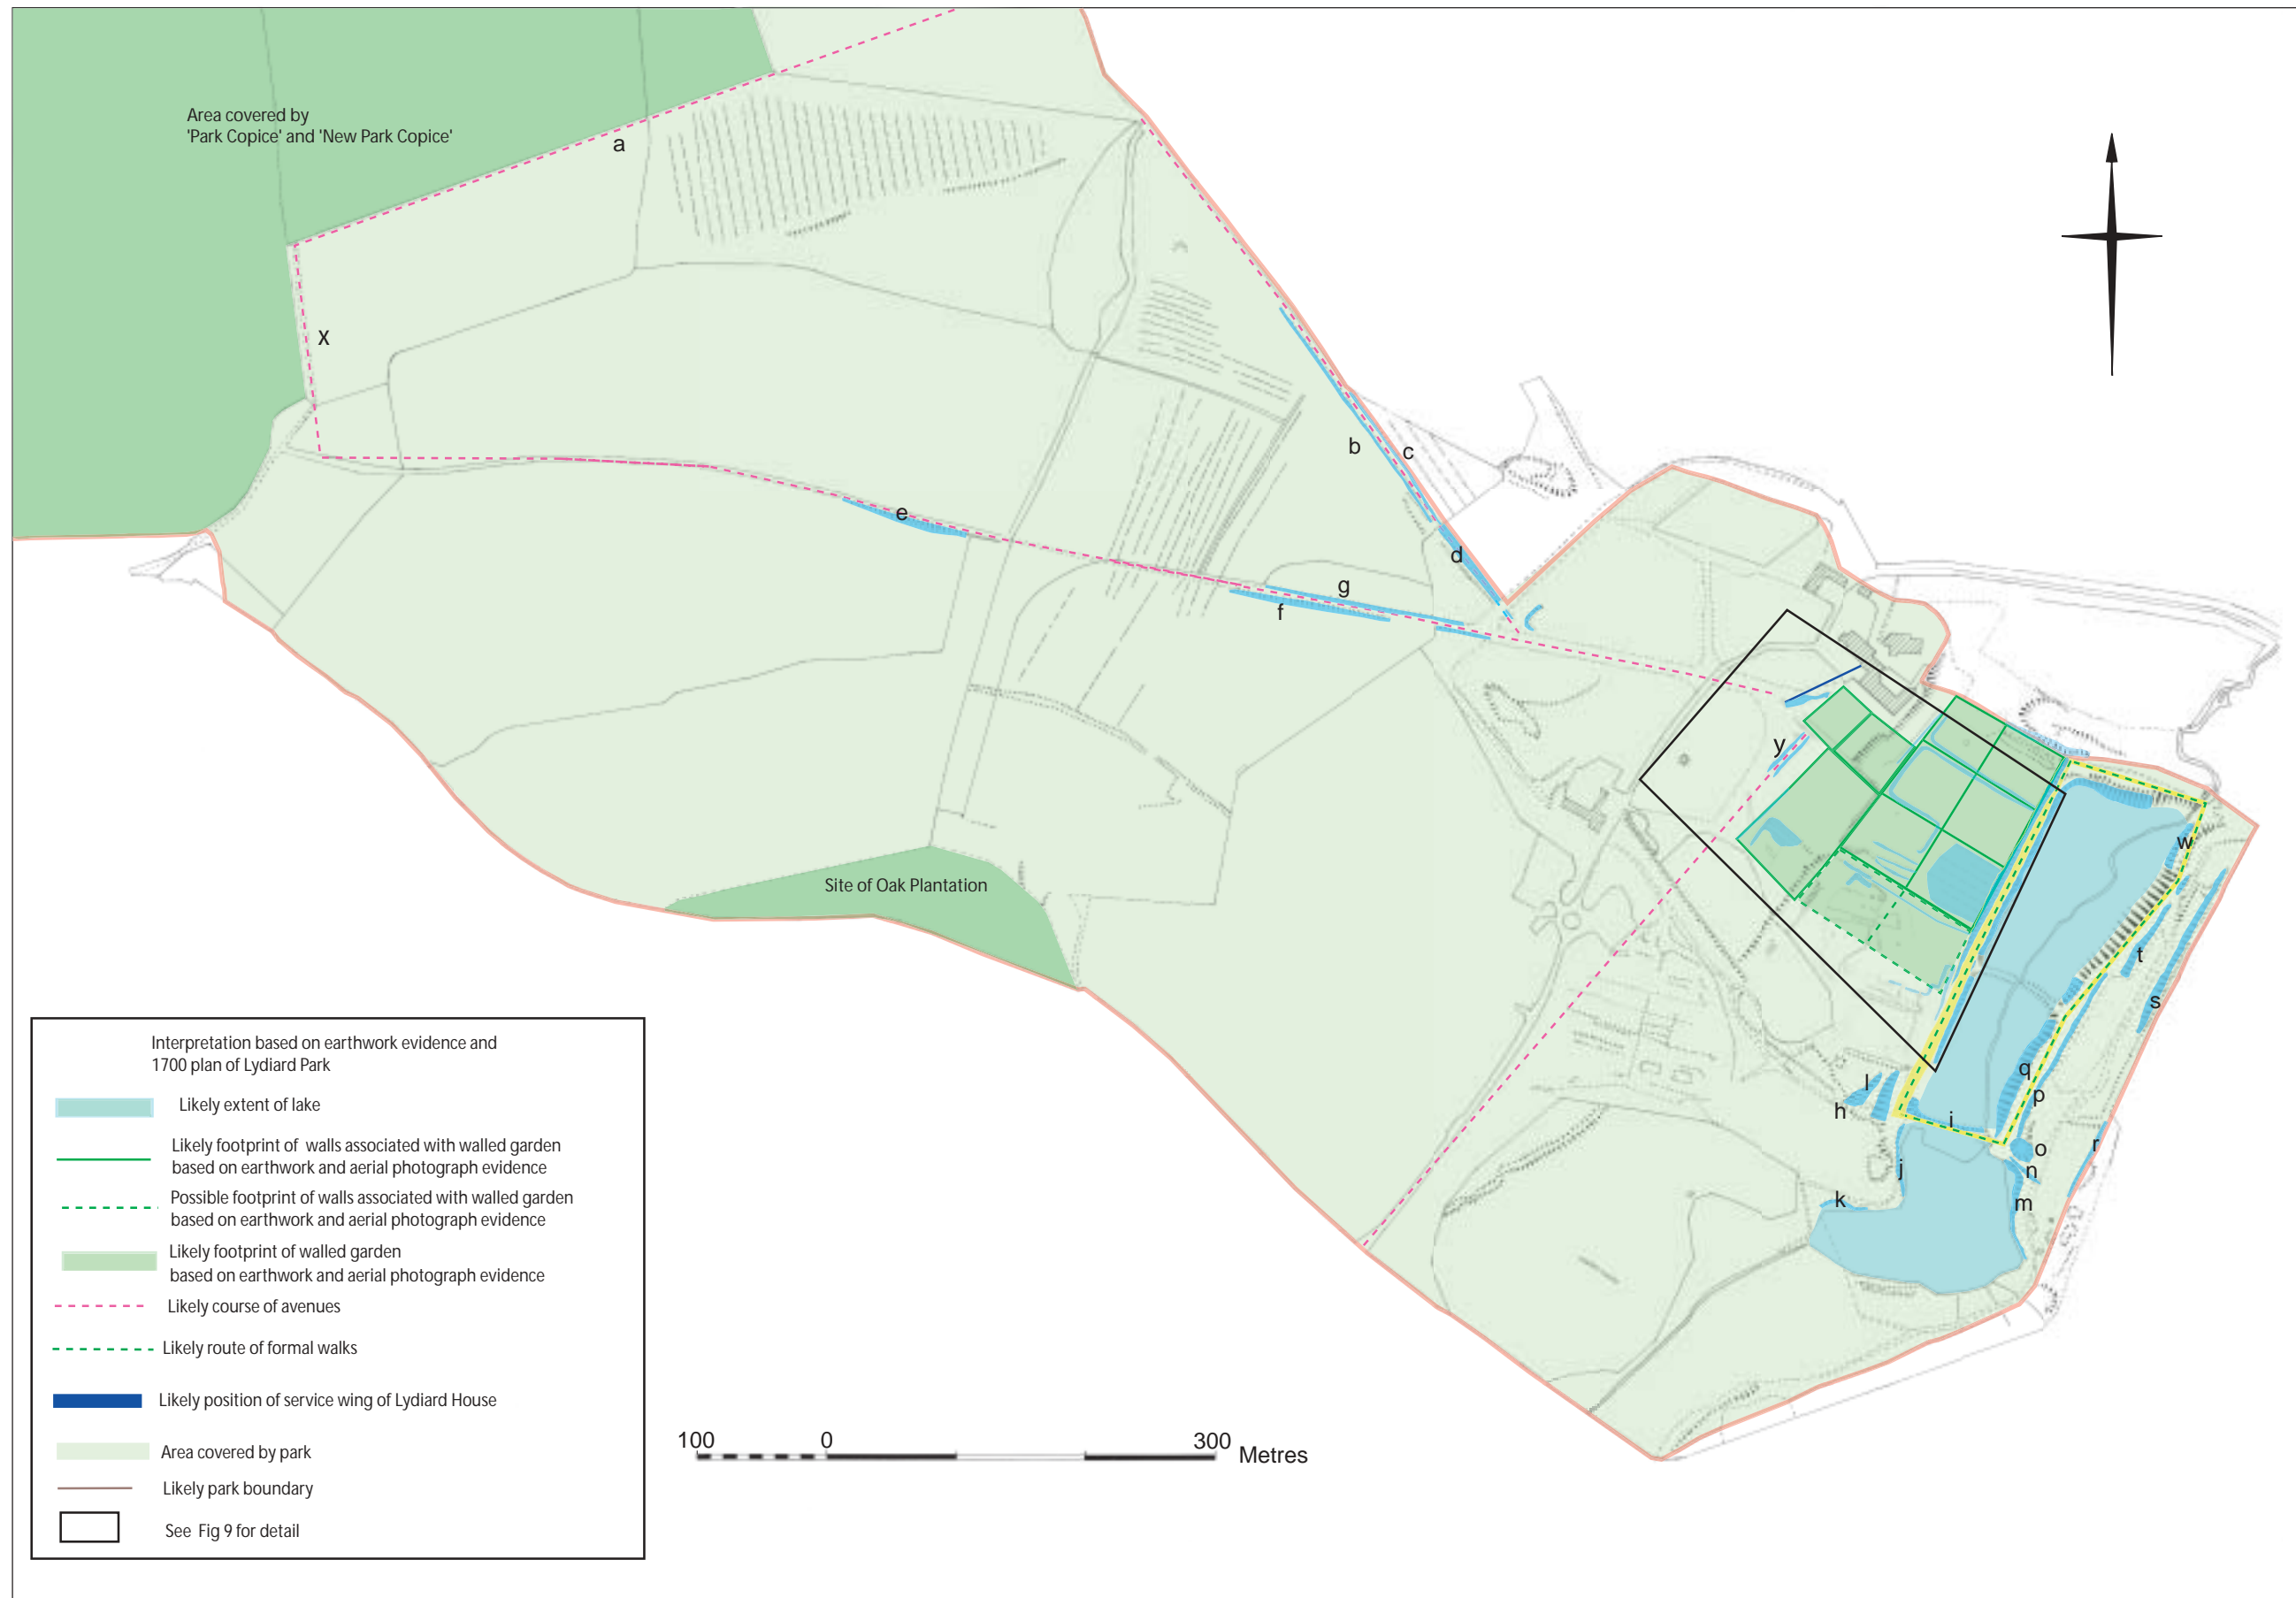 Area covered by
'Park Copice' and 'New Park Copice'
a
x
b
c
e
d
g
f
y
w
t
s
Site of Oak Plantation
q
l
p
h
i
o
r
j
n
k
m
Interpretation based on earthwork evidence and
1700 plan of Lydiard Park
Likely extent of lake
Likely footprint of walls associated with walled garden
based on earthwork and aerial photograph evidence
Possible footprint of walls associated with walled garden
based on earthwork and aerial photograph evidence
Likely footprint of walled garden
based on earthwork and aerial photograph evidence
Likely course of avenues
Likely route of formal walks
Likely position of service wing of Lydiard House
Area covered by park
Likely park boundary
See Fig 9 for detail
100 0 300 Metres